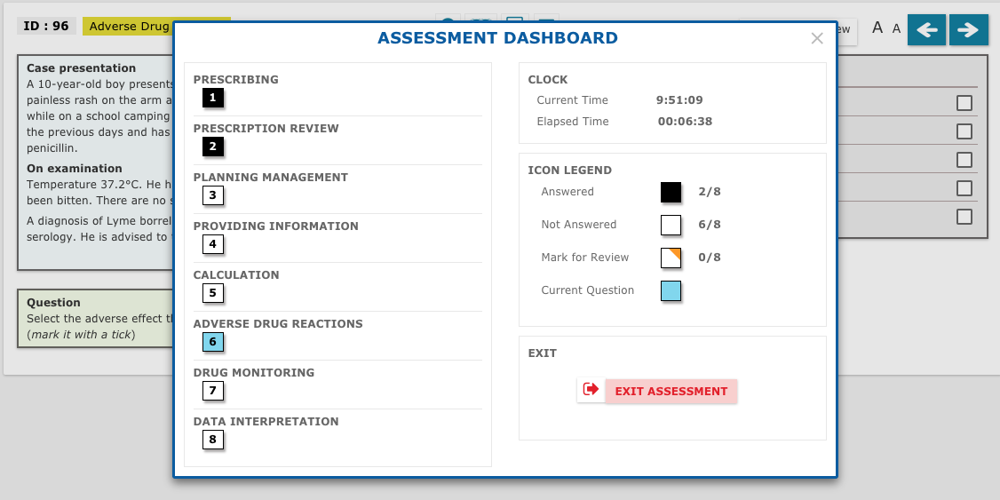 ID : 96
Adverse Drug
ew
A A
Case presentation
A 10-year-old boy presents
painless rash on the arm a
while on a school camping
the previous days and has
penicillin.
On examination
Temperature 37.2°C. He h
been bitten. There are no s
A diagnosis of Lyme borrel
serology. He is advised to
Question
Select the adverse effect th
(mark it with a tick)
ASSESSMENT DASHBOARD
PRESCRIBING
1
PRESCRIPTION REVIEW
2
PLANNING MANAGEMENT
3
PROVIDING INFORMATION
4
CALCULATION
5
ADVERSE DRUG REACTIONS
6
DRUG MONITORING
7
DATA INTERPRETATION
8
CLOCK
Current Time 9:51:09
Elapsed Time 00:06:38
ICON LEGEND
Answered 2/8
Not Answered 6/8
Mark for Review 0/8
Current Question
EXIT
EXIT ASSESSMENT